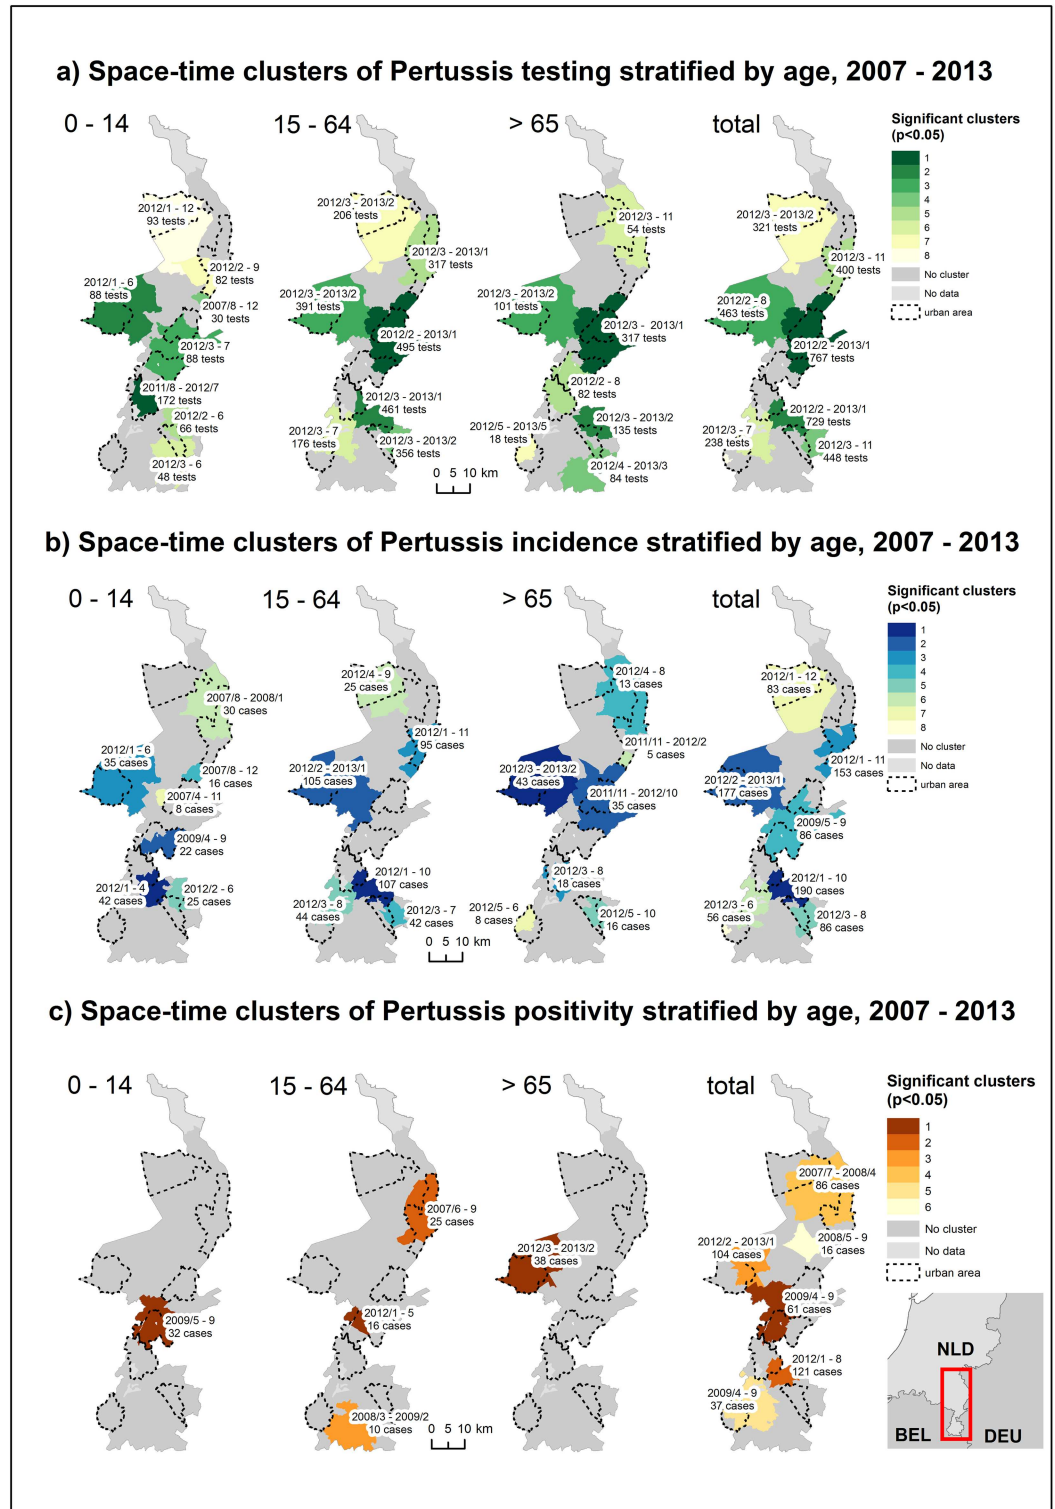 a) Space-time clusters of Pertussis testing stratified by age, 2007 - 2013
0 - 14
15 - 64
> 65
total
2012/1 - 12
93 tests
2012/2 - 9
82 tests
2012/1 - 6
88 tests
2007/8 - 12
30 tests
2012/3 - 7
88 tests
2011/8 - 2012/7
172 tests
2012/2 - 6
66 tests
2012/3 - 6
48 tests
2012/3 - 2013/2
206 tests
2012/3 - 2013/1
317 tests
2012/3 - 2013/2
391 tests
2012/2 - 2013/1
495 tests
2012/3 - 2013/1
461 tests
2012/3 - 7
176 tests
2012/3 - 2013/2
356 tests
0 5 10 km
2012/3 - 11
54 tests
2012/3 - 2013/2
101 tests
2012/3 - 2013/1
317 tests
2012/2 - 8
82 tests
2012/3 - 2013/2
135 tests
2012/5 - 2013/5
18 tests
2012/4 - 2013/3
84 tests
2012/3 - 2013/2
321 tests
2012/3 - 11
400 tests
2012/2 - 8
463 tests
2012/2 - 2013/1
767 tests
2012/2 - 2013/1
729 tests
2012/3 - 7
238 tests
2012/3 - 11
448 tests
Significant clusters
(p<0.05)
1
2
3
4
5
6
7
8
No cluster
No data
urban area
b) Space-time clusters of Pertussis incidence stratified by age, 2007 - 2013
0 - 14
15 - 64
> 65
total
2007/8 - 2008/1
30 cases
2012/1 - 6
35 cases
2007/8 - 12
16 cases
2007/4 - 11
8 cases
2009/4 - 9
22 cases
2012/1 - 4
42 cases
2012/2 - 6
25 cases
2012/4 - 9
25 cases
2012/1 - 11
95 cases
2012/2 - 2013/1
105 cases
2012/1 - 10
107 cases
2012/3 - 8
44 cases
2012/3 - 7
42 cases
0 5 10 km
2012/4 - 8
13 cases
2011/11 - 2012/2
5 cases
2012/3 - 2013/2
43 cases
2011/11 - 2012/10
35 cases
2012/3 - 8
18 cases
2012/5 - 6
8 cases
2012/5 - 10
16 cases
2012/1 - 12
83 cases
2012/1 - 11
153 cases
2012/2 - 2013/1
177 cases
2009/5 - 9
86 cases
2012/1 - 10
190 cases
2012/3 - 6
56 cases
2012/3 - 8
86 cases
Significant clusters
(p<0.05)
1
2
3
4
5
6
7
8
No cluster
No data
urban area
c) Space-time clusters of Pertussis positivity stratified by age, 2007 - 2013
0 - 14
15 - 64
> 65
total
2009/5 - 9
32 cases
2007/6 - 9
25 cases
2012/1 - 5
16 cases
2008/3 - 2009/2
10 cases
0 5 10 km
2012/3 - 2013/2
38 cases
2007/7 - 2008/4
86 cases
2008/5 - 9
16 cases
2012/2 - 2013/1
104 cases
2009/4 - 9
61 cases
2012/1 - 8
121 cases
2009/4 - 9
37 cases
Significant clusters
(p<0.05)
1
2
3
4
5
6
No cluster
No data
urban area
NLD
BEL
DEU